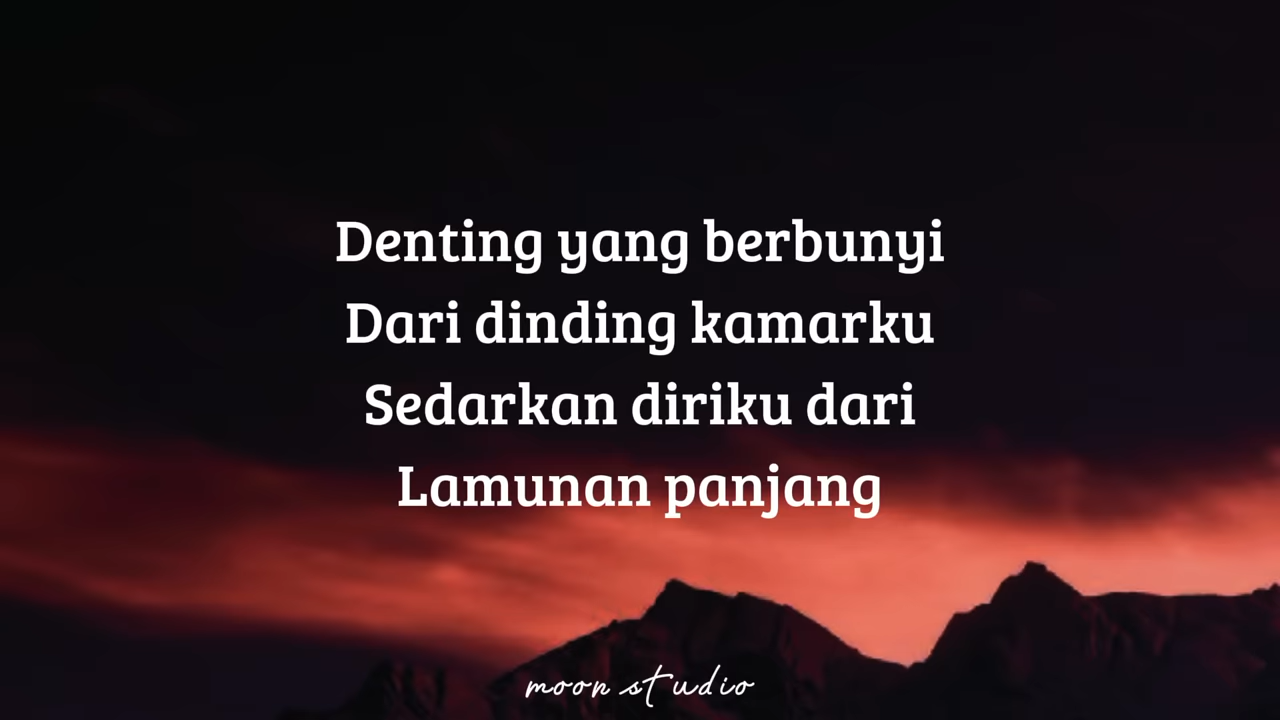 Denting yang berbunyi
Dari dinding kamarku
Sedarkan diriku dari
Lamunan panjang
moon studio